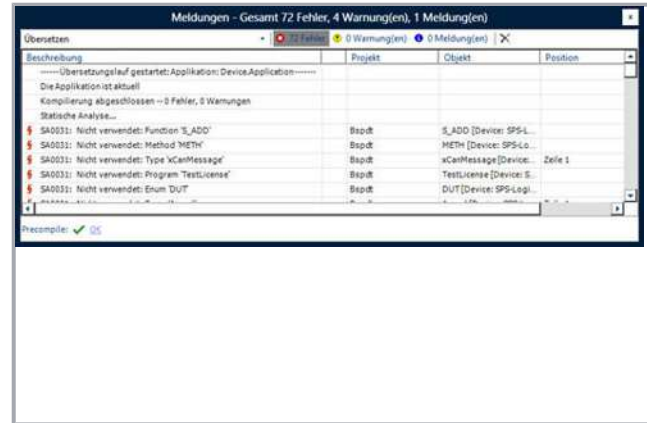 Meldungen - Gesamt 72 Fehler, 4 Warnung(en), 1 Meldung(en)
Übersetzen 72 Fehler 0 Warnung(en) 0 Meldung(en)
Beschreibung Projekt Objekt Position
------Übersetzungslauf gestartet: Applikation: Device.Application-------
Die Applikation ist aktuell
Kompilierung abgeschlossen -- 0 Fehler, 0 Warnungen
Statische Analyse...
SA0031: Nicht verwendet: Function 'S_ADD' Bspdt S_ADD [Device: SPS-L...
SA0031: Nicht verwendet: Method 'METH' Bspdt METH [Device: SPS-Lo...
SA0031: Nicht verwendet: Type 'xCanMessage' Bspdt xCanMessage [Device:... Zeile 1
SA0031: Nicht verwendet: Program 'TestLicense' Bspdt TestLicense [Device: S...
SA0031: Nicht verwendet: Enum 'DUT' Bspdt DUT [Device: SPS-Logi...
Precompile: OK